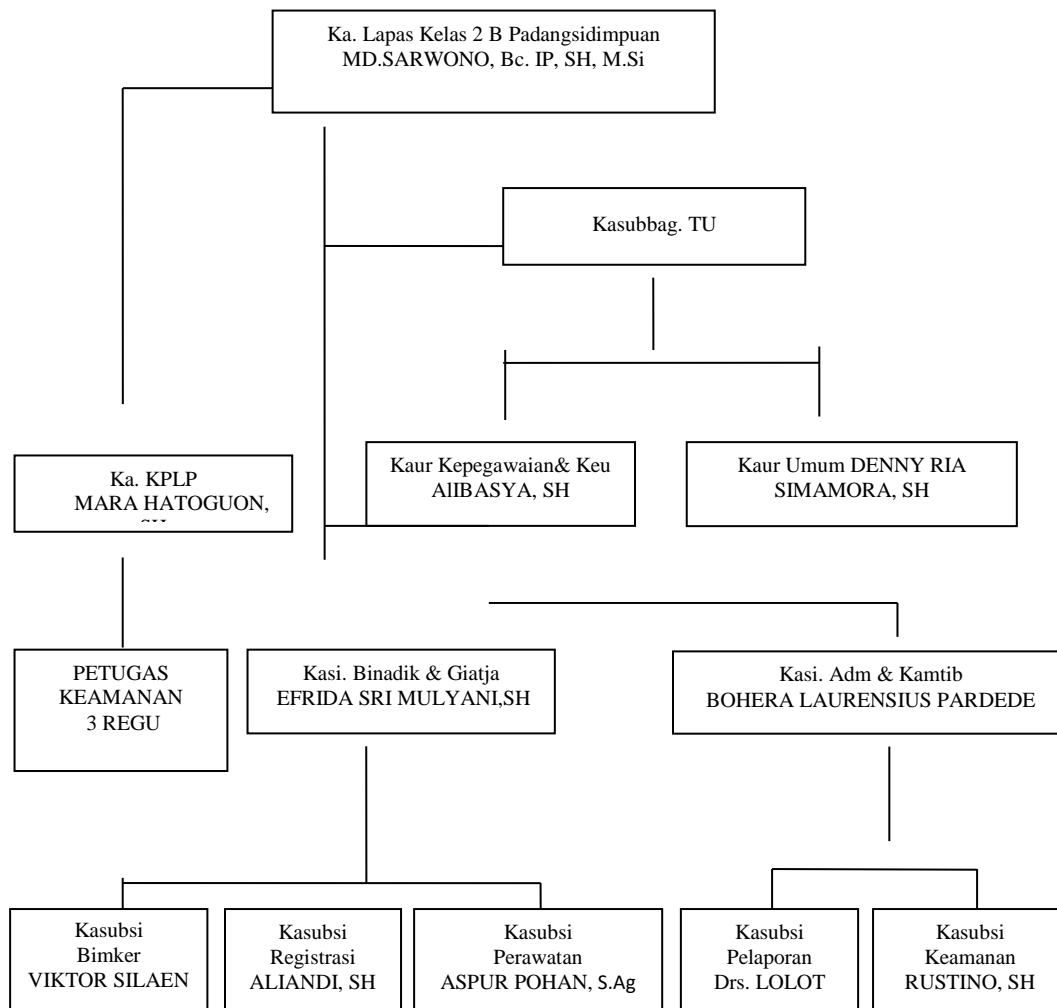 Ka. Lapas Kelas 2 B Padangsidimpuan
MD.SARWONO, Bc. IP, SH, M.Si
Kasubbag. TU
Kaur Kepegawaian& Keu
AlIBASYA, SH
Kaur Umum DENNY RIA
SIMAMORA, SH
Ka. KPLP
MARA HATOGUON,
PETUGAS
KEAMANAN
3 REGU
Kasi. Binadik & Giatja
EFRIDA SRI MULYANI,SH
Kasi. Adm & Kamtib
BOHERA LAURENSIUS PARDEDE
Kasubsi
Bimker
VIKTOR SILAEN
Kasubsi
Registrasi
ALIANDI, SH
Kasubsi
Perawatan
ASPUR POHAN, S.Ag
Kasubsi
Pelaporan
Drs. LOLOT
Kasubsi
Keamanan
RUSTINO, SH